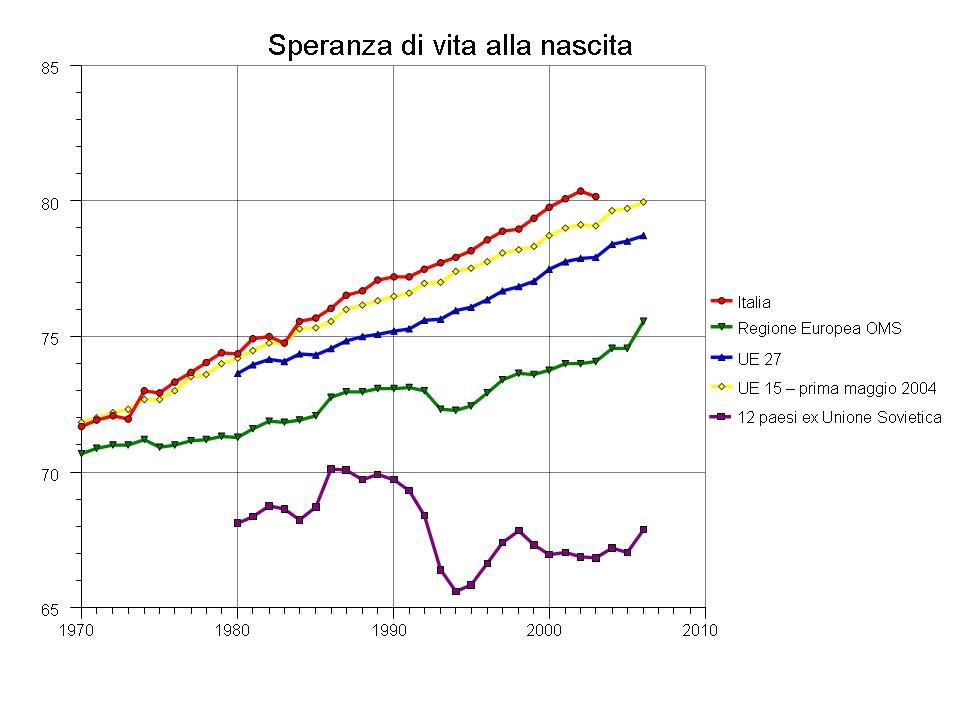 Speranza di vita alla nascita
85
80
75
70
65
1970 1980 1990 2000 2010
Italia
Regione Europea OMS
UE 27
UE 15 – prima maggio 2004
12 paesi ex Unione Sovietica